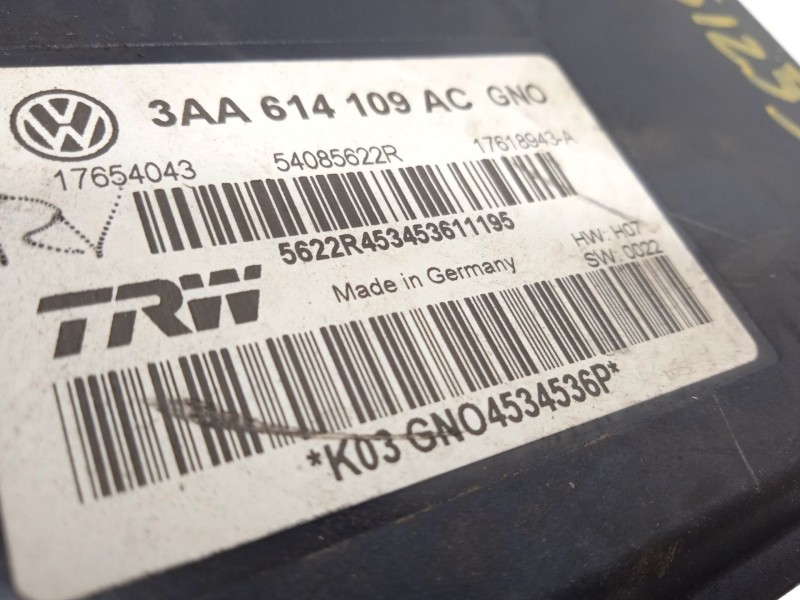 3AA 614 109 AC GNO
17654043 54085622R 17618943-A
5622R453453611195
HW: H07
SW: 0022
TRW Made in Germany
*K03 GNO4534536P*